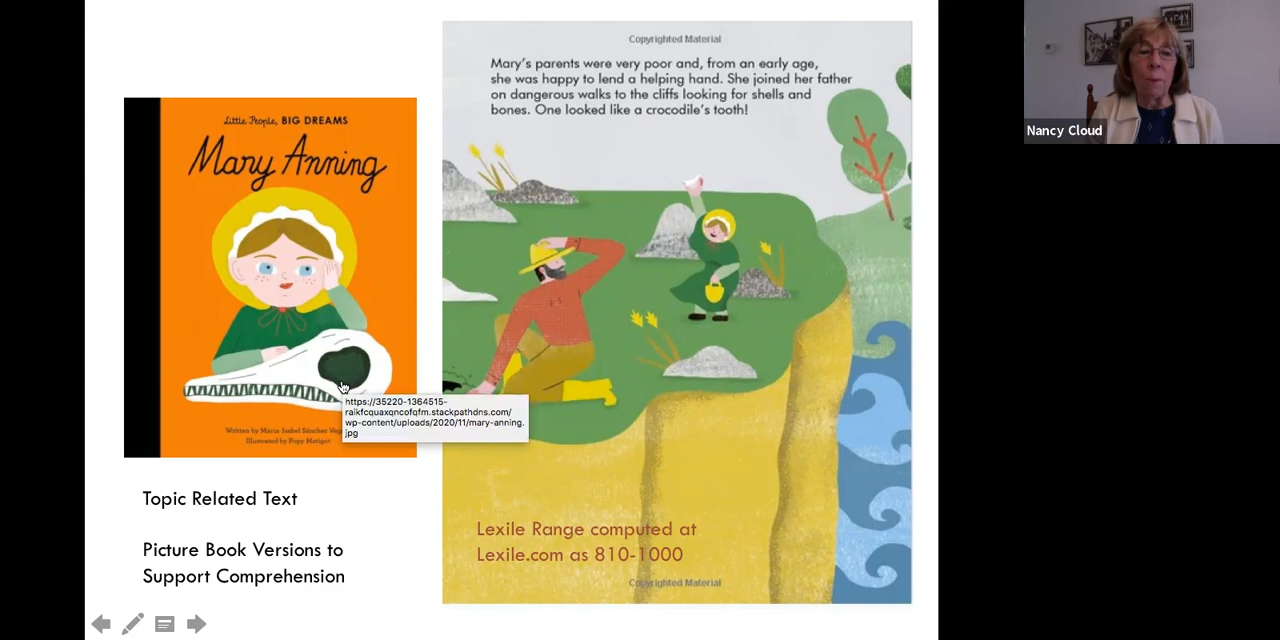 Little People, BIG DREAMS
Mary Anning
Written by Maria Isabel Sánchez
Illustrated by Popy Matigot
https://35220-1364515-
raikfcquaxqncofqfm.stackpathdns.com/
wp-content/uploads/2020/11/mary-anning.
jpg
Topic Related Text
Picture Book Versions to
Support Comprehension
Copyrighted Material
Mary's parents were very poor and, from an early age,
she was happy to lend a helping hand. She joined her father
on dangerous walks to the cliffs looking for shells and
bones. One looked like a crocodile's tooth!
Lexile Range computed at
Lexile.com as 810-1000
Copyrighted Material
Nancy Cloud